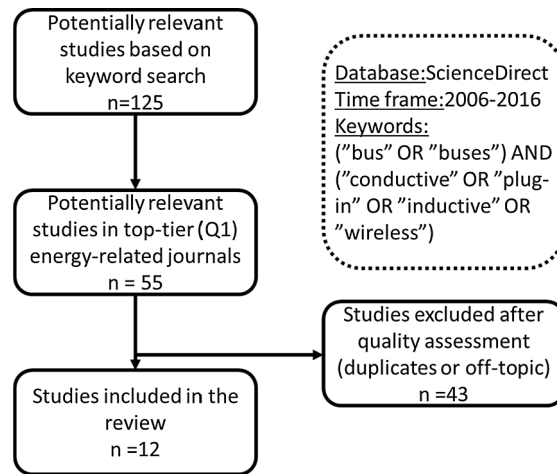 Potentially relevant
studies based on
keyword search
n=125
Database:ScienceDirect
Time frame:2006-2016
Keywords:
("bus" OR "buses") AND
("conductive" OR "plug-
in" OR "inductive" OR
"wireless")
Potentially relevant
studies in top-tier (Q1)
energy-related journals
n = 55
Studies excluded after
quality assessment
(duplicates or off-topic)
n =43
Studies included in the
review
n =12